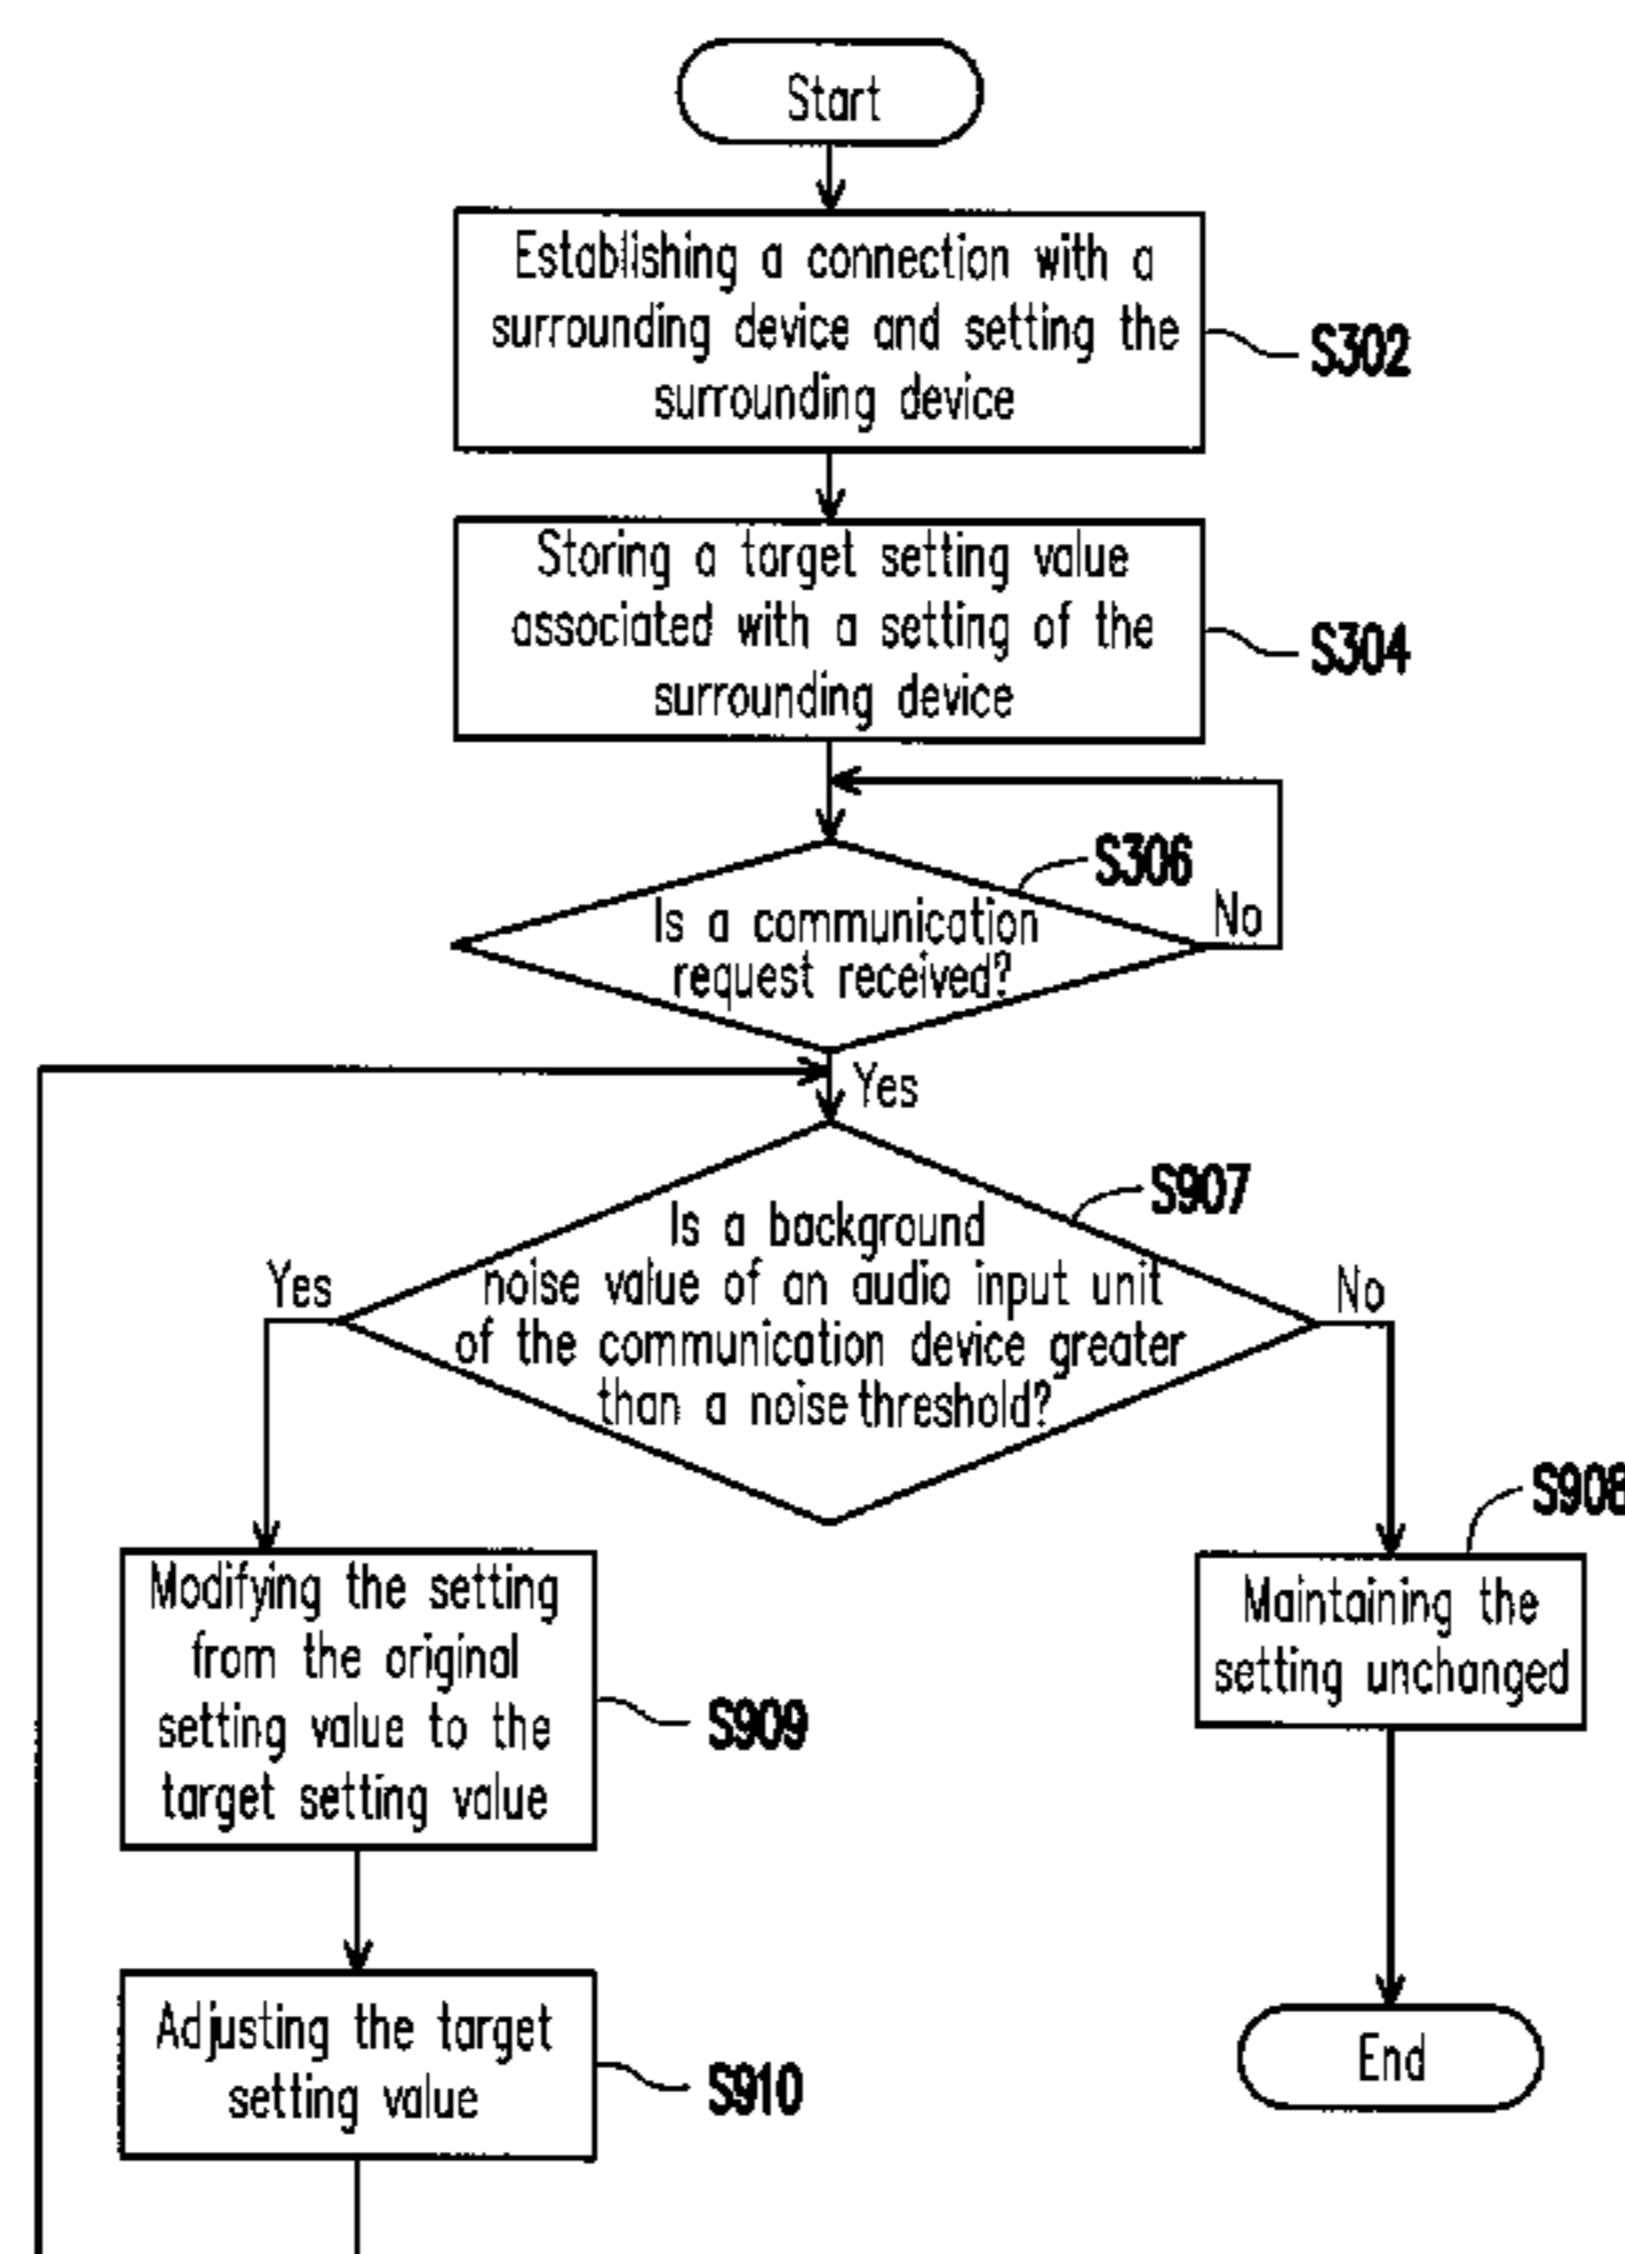 Start
Establishing a connection with a
surrounding device and setting the
surrounding device
S302
Storing a target setting value
associated with a setting of the
surrounding device
S304
S306
Is a communication
request received?
No
Yes
S907
Is a background
noise value of an audio input unit
of the communication device greater
than a noise threshold?
Yes
No
S908
Modifying the setting
from the original
setting value to the
target setting value
S909
Maintaining the
setting unchanged
Adjusting the target
setting value
S910
End